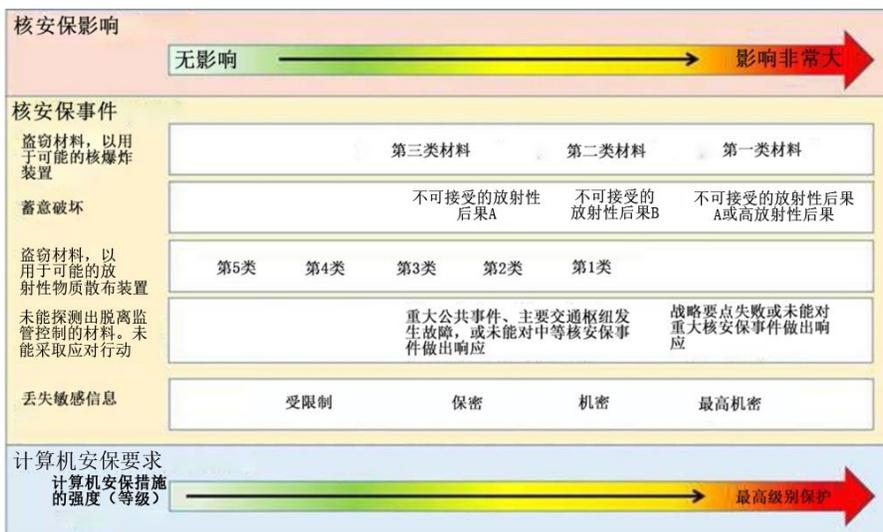 核安保影响
无影响
影响非常大
核安保事件
盗窃材料，以用
于可能的核爆炸
装置
第三类材料
第二类材料
第一类材料
蓄意破坏
不可接受的放射性
后果A
不可接受的
放射性后果B
不可接受的放射性后果
A或高放射性后果
盗窃材料，以
用于可能的放
射性物质散布装置
第5类
第4类
第3类
第2类
第1类
未能探测出脱离监
管控制的材料。未
能采取应对行动
重大公共事件、主要交通枢纽发
生故障，或未能对中等核安保事
件做出响应
战略要点失败或未能对
重大核安保事件做出响
应
丢失敏感信息
受限制
保密
机密
最高机密
计算机安保要求
计算机安保措施
的强度（等级）
最高级别保护